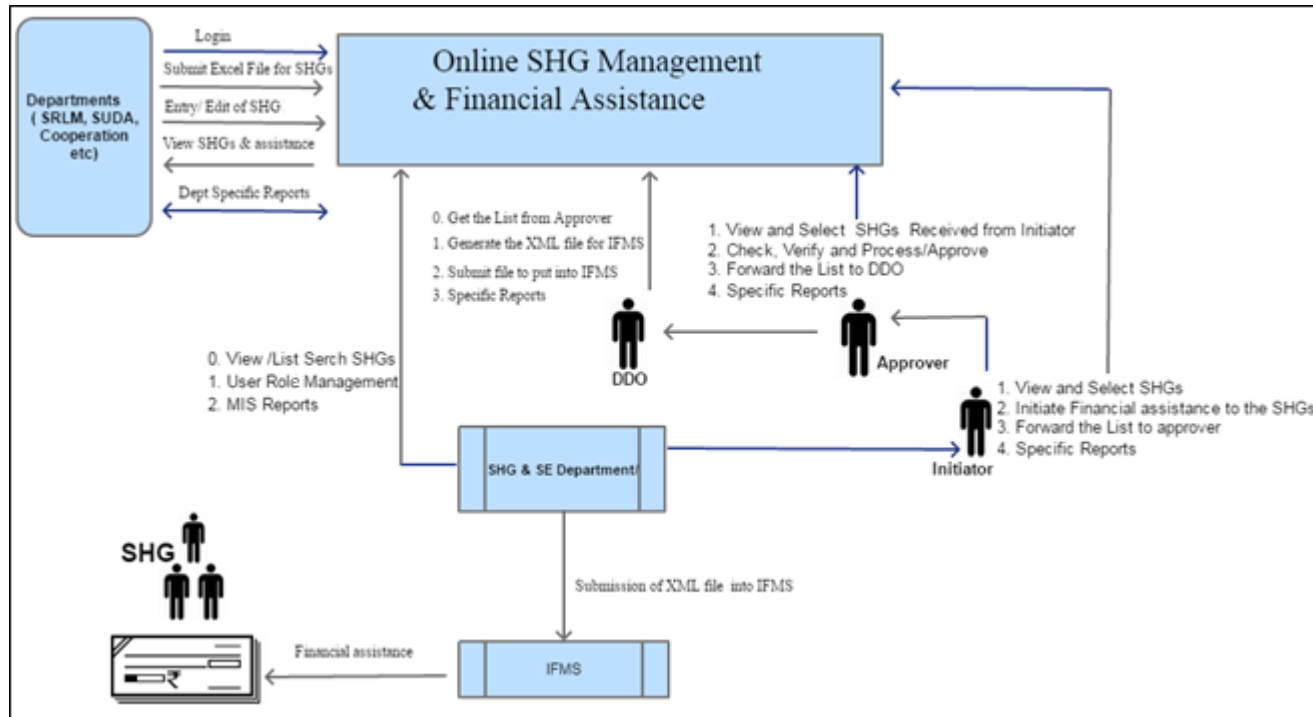 Login
Submit Excel File for SHGs
Entry/ Edit of SHG
View SHGs & assistance
Dept Specific Reports
Departments
( SRLM, SUDA,
Cooperation
etc)
Online SHG Management
& Financial Assistance
0. Get the List from Approver
1. Generate the XML file for IFMS
2. Submit file to put into IFMS
3. Specific Reports
1. View and Select SHGs Received from Initiator
2. Check, Verify and Process/Approve
3. Forward the List to DDO
4. Specific Reports
0. View /List Serch SHGs
1. User Role Management
2. MIS Reports
DDO
Approver
1. View and Select SHGs
2. Initiate Financial assistance to the SHGs
3. Forward the List to approver
4. Specific Reports
Initiator
SHG & SE Department/
SHG
Submission of XML file into IFMS
Financial assistance
IFMS
₹